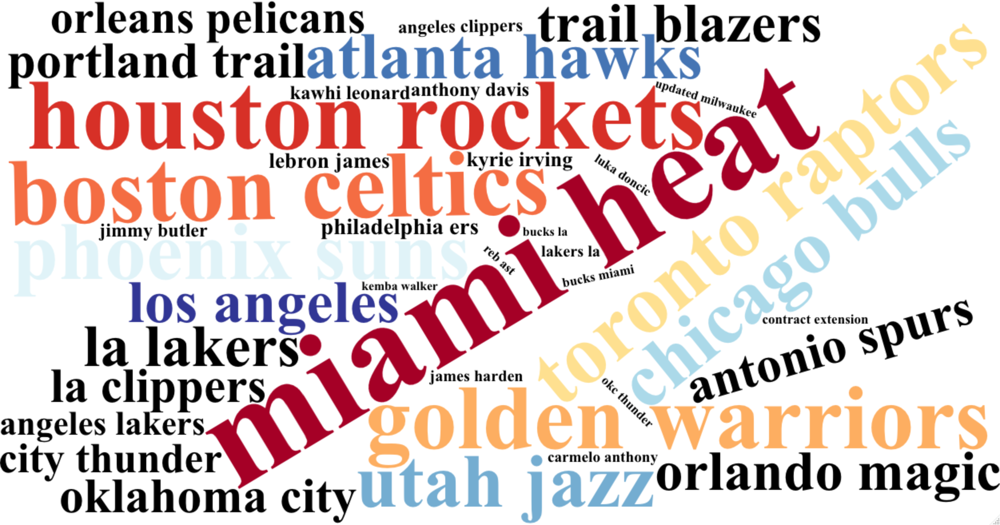 orleans pelicans
angeles clippers
trail blazers
portland trail
atlanta hawks
kawhi leonard
anthony davis
updated milwaukee
houston rockets
miami heat
toronto raptors
chicago bulls
lebron james
kyrie irving
luka doncic
boston celtics
jimmy butler
philadelphia ers
bucks la
phoenix suns
reb ast
lakers la
bucks miami
kemba walker
los angeles
contract extension
antonio spurs
la lakers
james harden
la clippers
okc thunder
angeles lakers
golden warriors
city thunder
carmelo anthony
utah jazz
orlando magic
oklahoma city